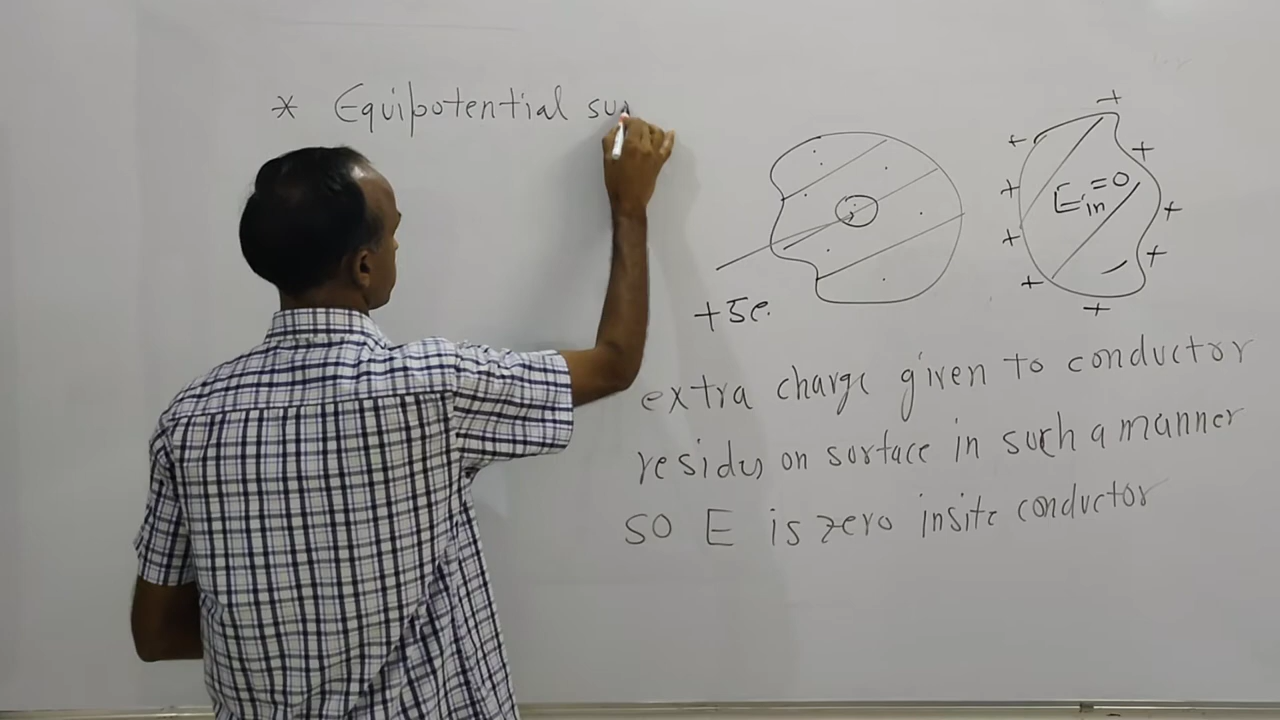 * Equipotential su
E in = 0
+5e.
extra charge given to conductor
resides on surface in such a manner
so E is zero insite conductor